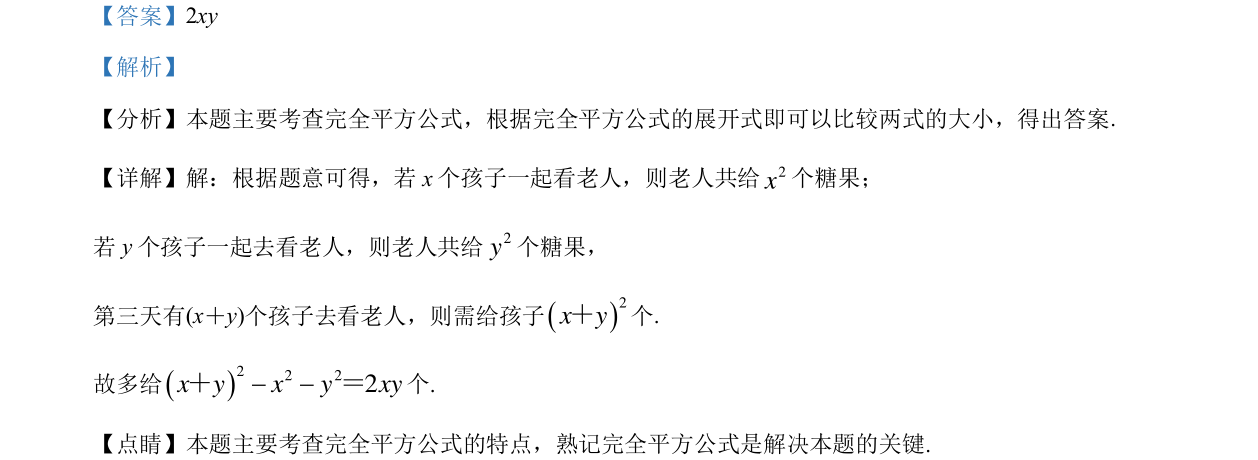 【答案】2xy
【解析】
【分析】本题主要考查完全平方公式，根据完全平方公式的展开式即可以比较两式的大小，得出答案.
【详解】解：根据题意可得，若 x 个孩子一起看老人，则老人共给 x² 个糖果；
若 y 个孩子一起去看老人，则老人共给 y² 个糖果，
第三天有(x＋y)个孩子去看老人，则需给孩子(x＋y)² 个.
故多给(x＋y)²－x²－y²＝2xy 个.
【点睛】本题主要考查完全平方公式的特点，熟记完全平方公式是解决本题的关键.